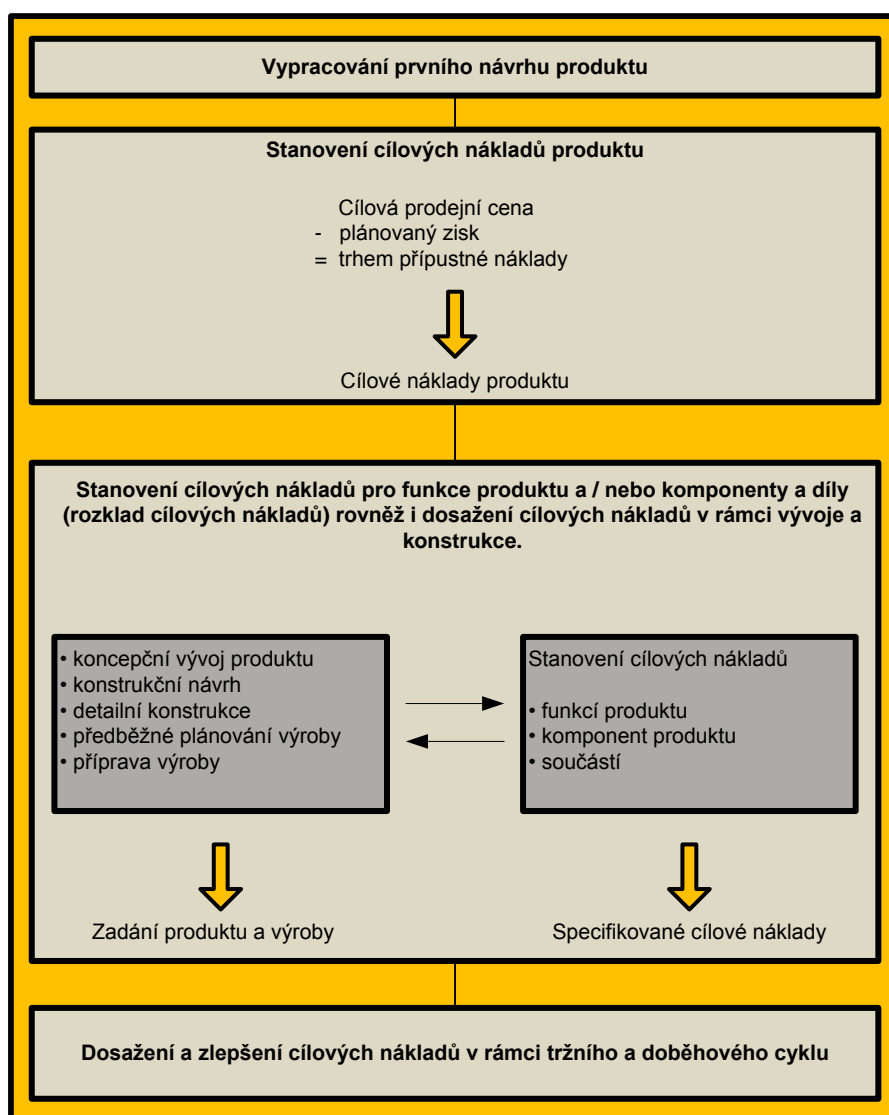 Vypracování prvního návrhu produktu
Stanovení cílových nákladů produktu
Cílová prodejní cena
- plánovaný zisk
= trhem přípustné náklady
Cílové náklady produktu
Stanovení cílových nákladů pro funkce produktu a / nebo komponenty a díly
(rozklad cílových nákladů) rovněž i dosažení cílových nákladů v rámci vývoje a
konstrukce.
• koncepční vývoj produktu
• konstrukční návrh
• detailní konstrukce
• předběžné plánování výroby
• příprava výroby
Stanovení cílových nákladů
• funkcí produktu
• komponent produktu
• součástí
Zadání produktu a výroby
Specifikované cílové náklady
Dosažení a zlepšení cílových nákladů v rámci tržního a doběhového cyklu